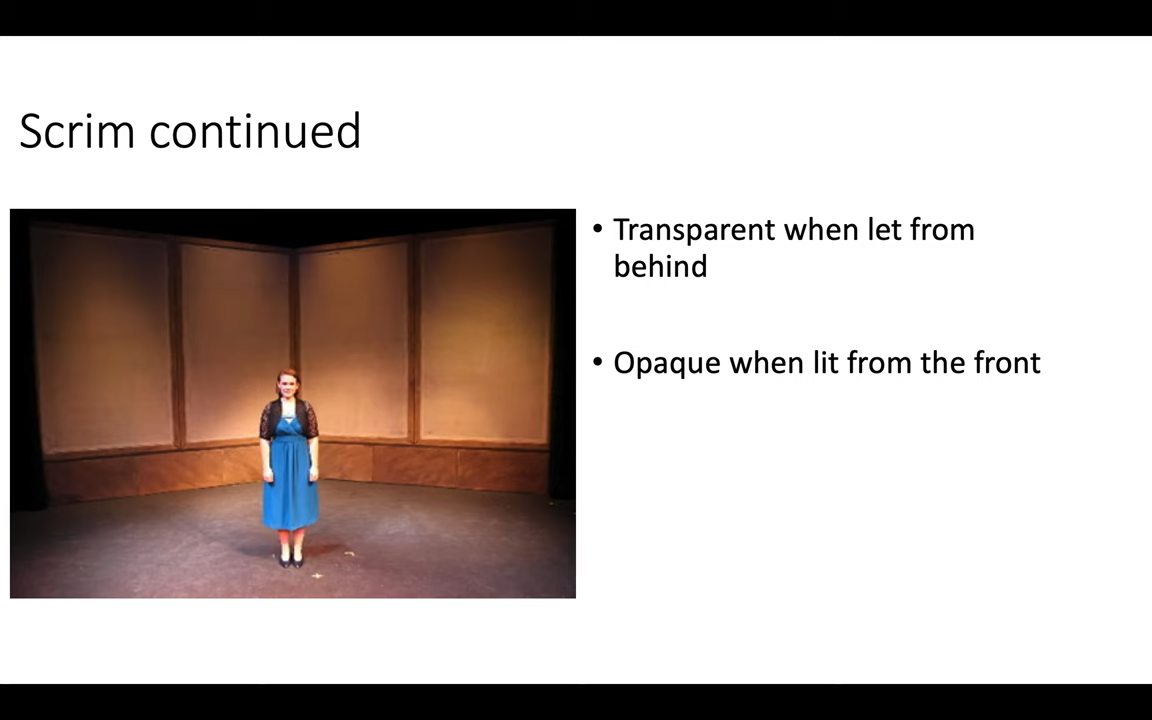 Scrim continued
• Transparent when let from
behind
• Opaque when lit from the front